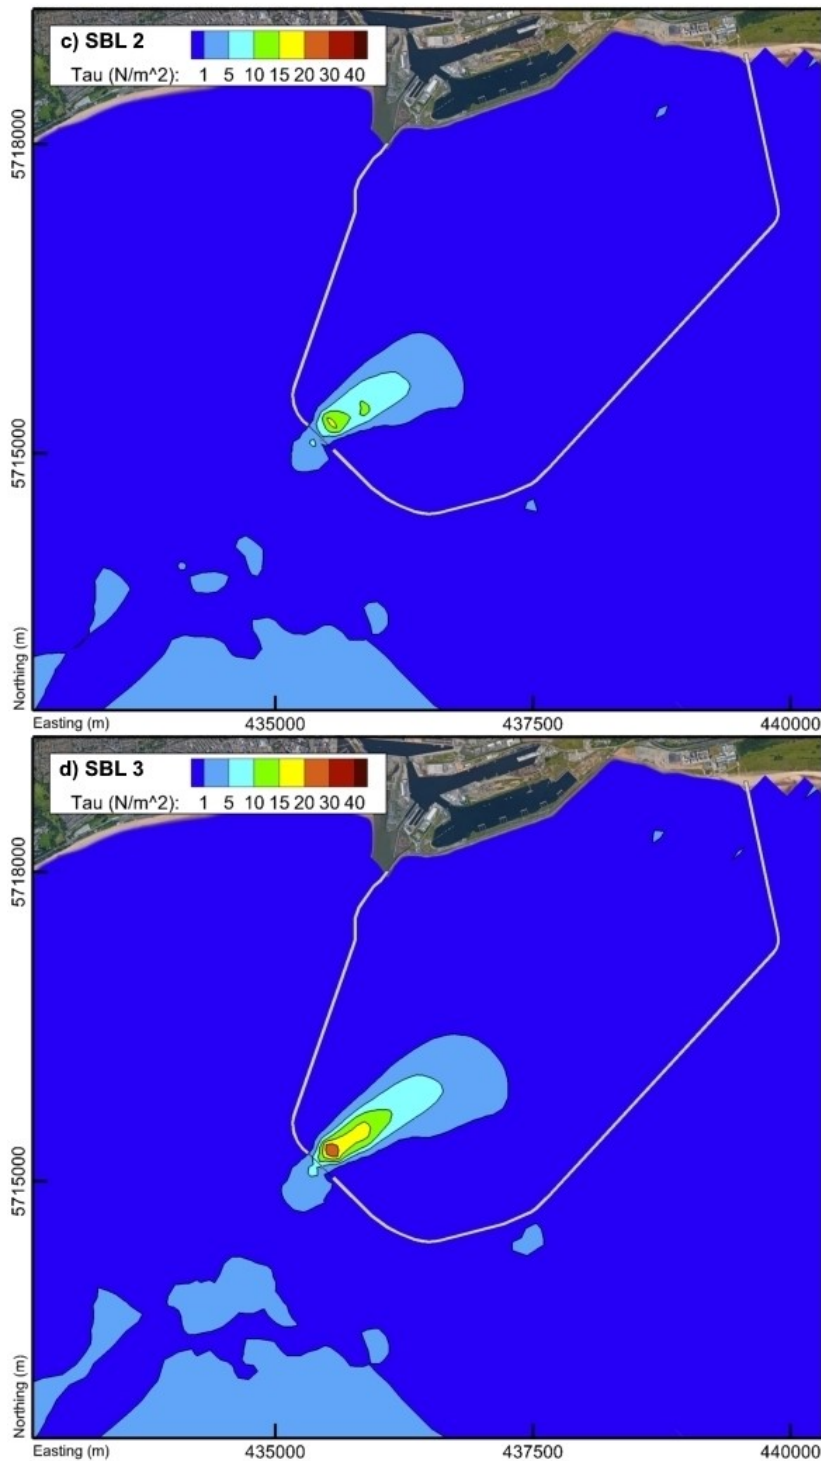 c) SBL 2
Tau (N/m^2): 1 5 10 15 20 30 40
5718000
5715000
Northing (m)
Easting (m) 435000 437500 440000
d) SBL 3
Tau (N/m^2): 1 5 10 15 20 30 40
5718000
5715000
Northing (m)
Easting (m) 435000 437500 440000